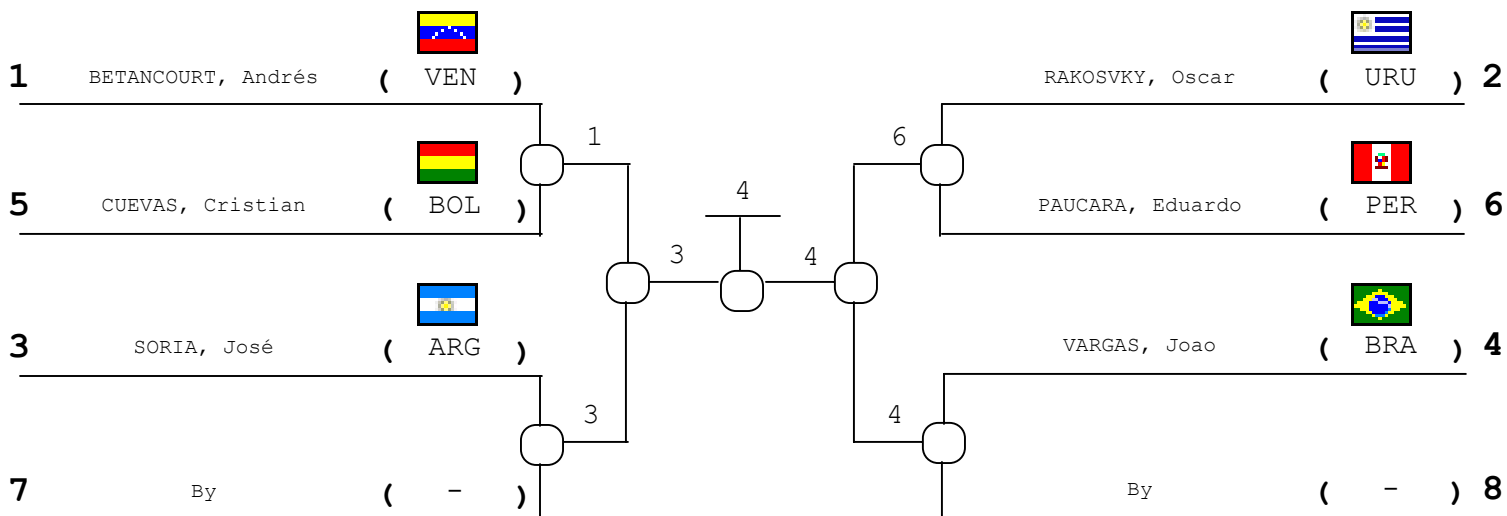 1 BETANCOURT, Andrés ( VEN )
RAKOSVKY, Oscar ( URU ) 2
1
6
5 CUEVAS, Cristian ( BOL )
4
PAUCARA, Eduardo ( PER ) 6
3
4
3 SORIA, José ( ARG )
VARGAS, Joao ( BRA ) 4
3
4
7 By ( - )
By ( - ) 8